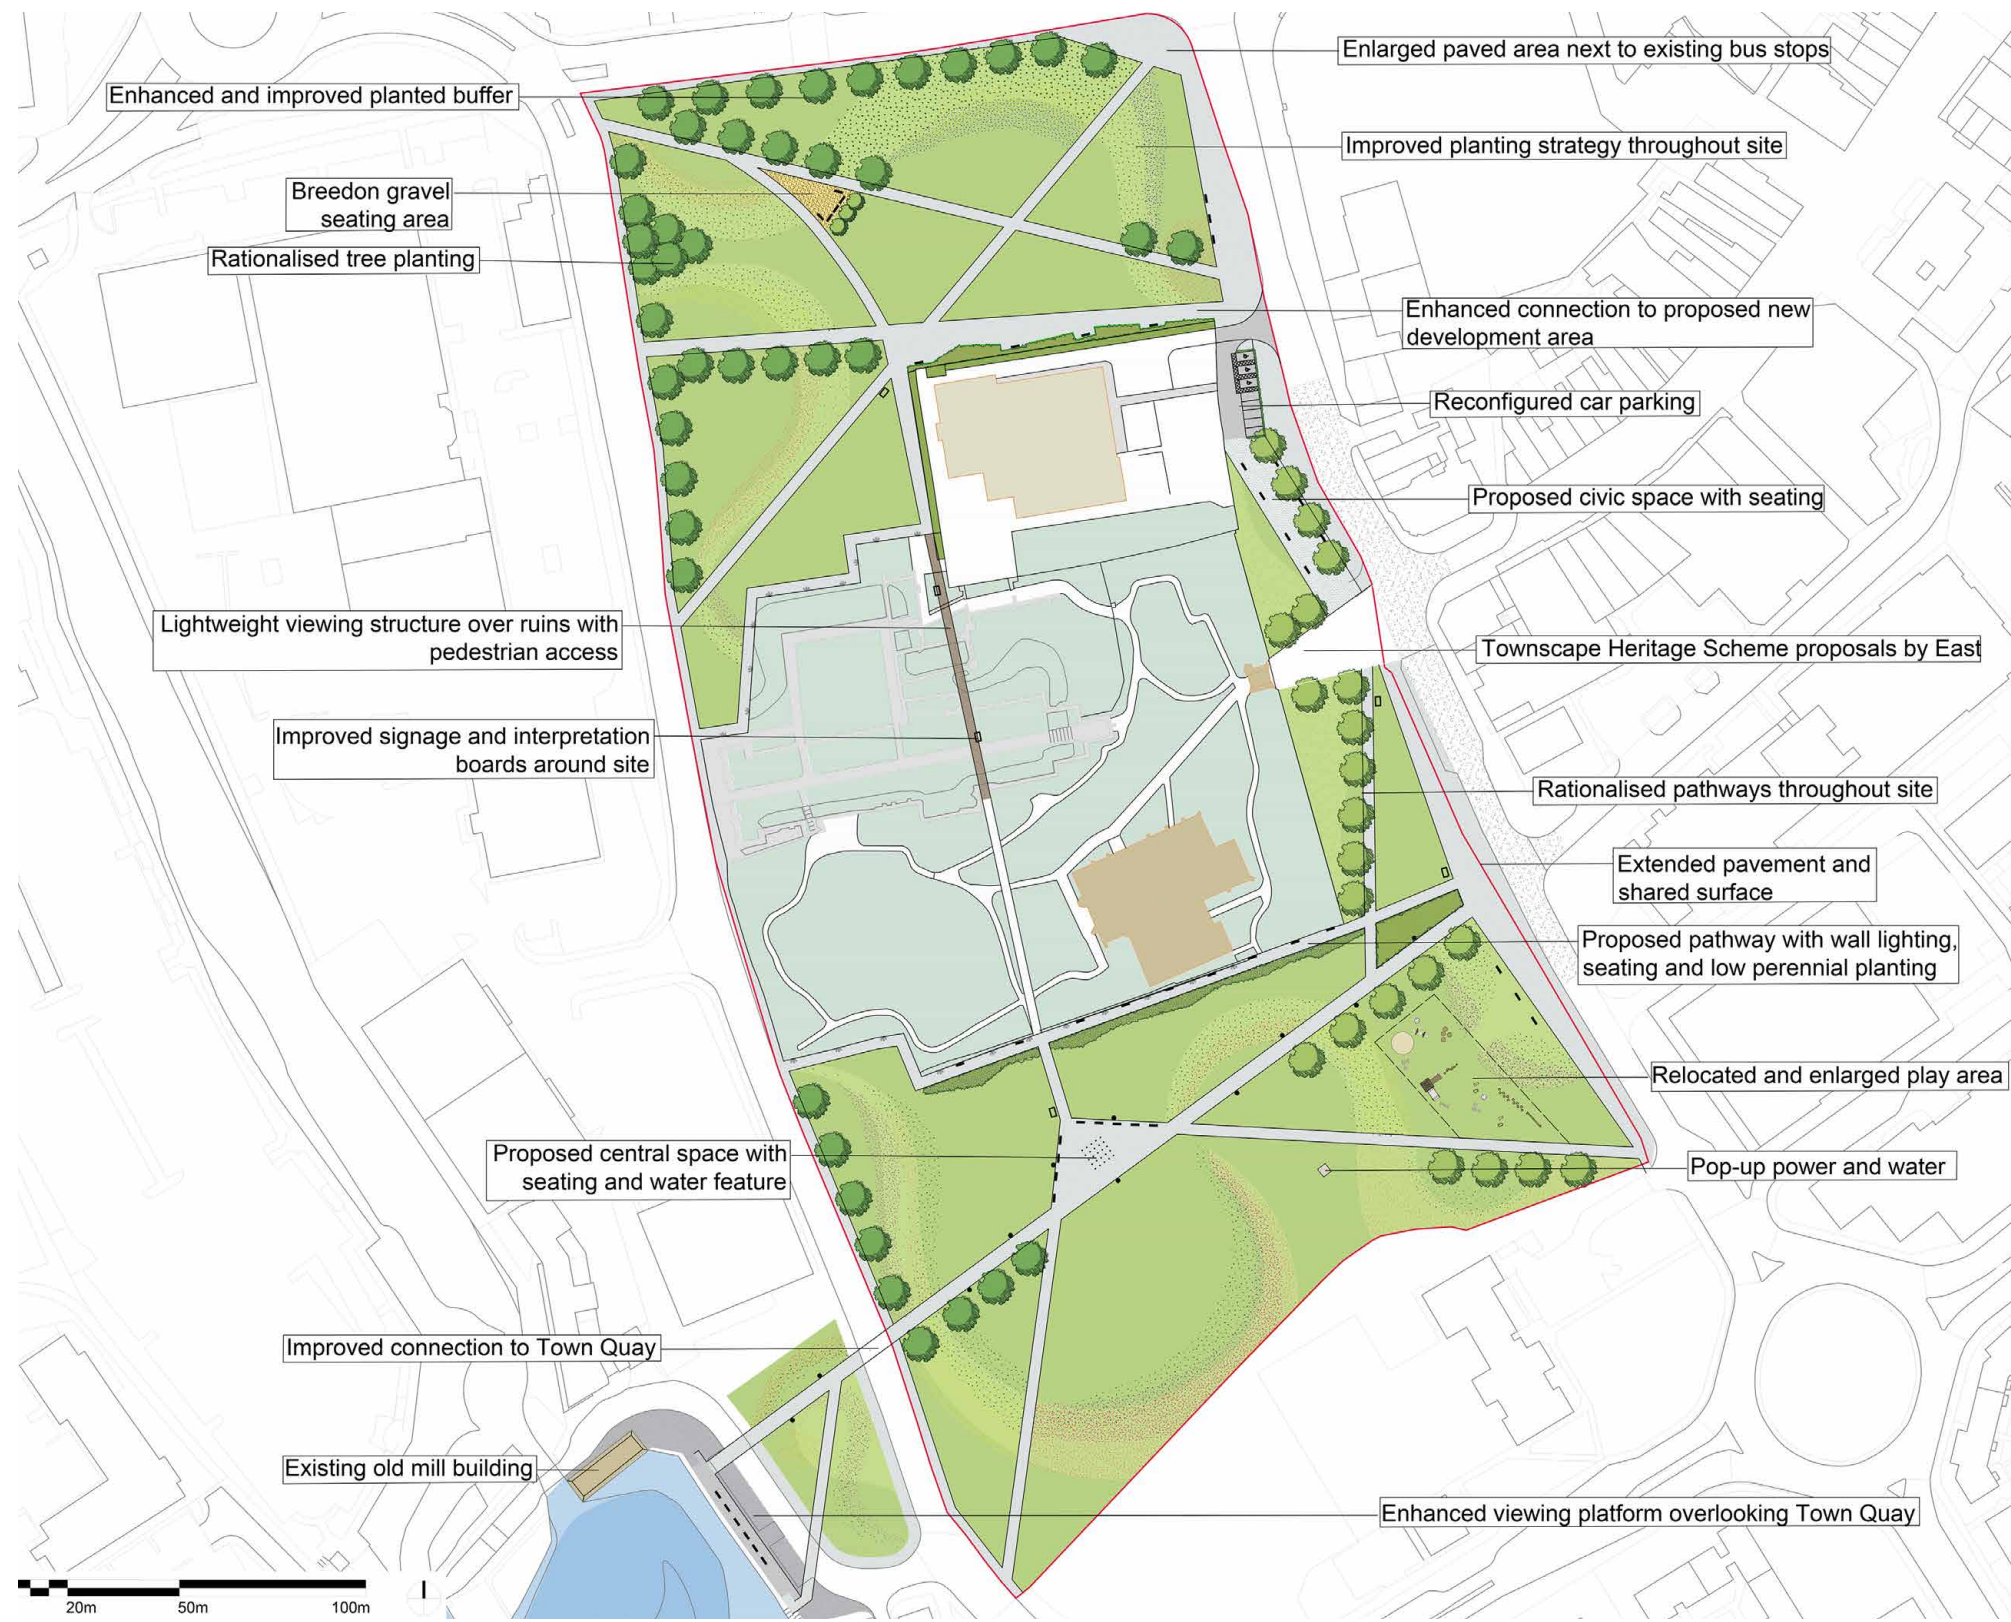 Enlarged paved area next to existing bus stops
Enhanced and improved planted buffer
Improved planting strategy throughout site
Breedon gravel
seating area
Rationalised tree planting
Enhanced connection to proposed new
development area
Reconfigured car parking
Proposed civic space with seating
Lightweight viewing structure over ruins with
pedestrian access
Townscape Heritage Scheme proposals by East
Improved signage and interpretation
boards around site
Rationalised pathways throughout site
Extended pavement and
shared surface
Proposed pathway with wall lighting,
seating and low perennial planting
Relocated and enlarged play area
Proposed central space with
seating and water feature
Pop-up power and water
Improved connection to Town Quay
Existing old mill building
Enhanced viewing platform overlooking Town Quay
20m
50m
100m